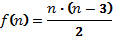 f(n) = n · (n − 3) / 2